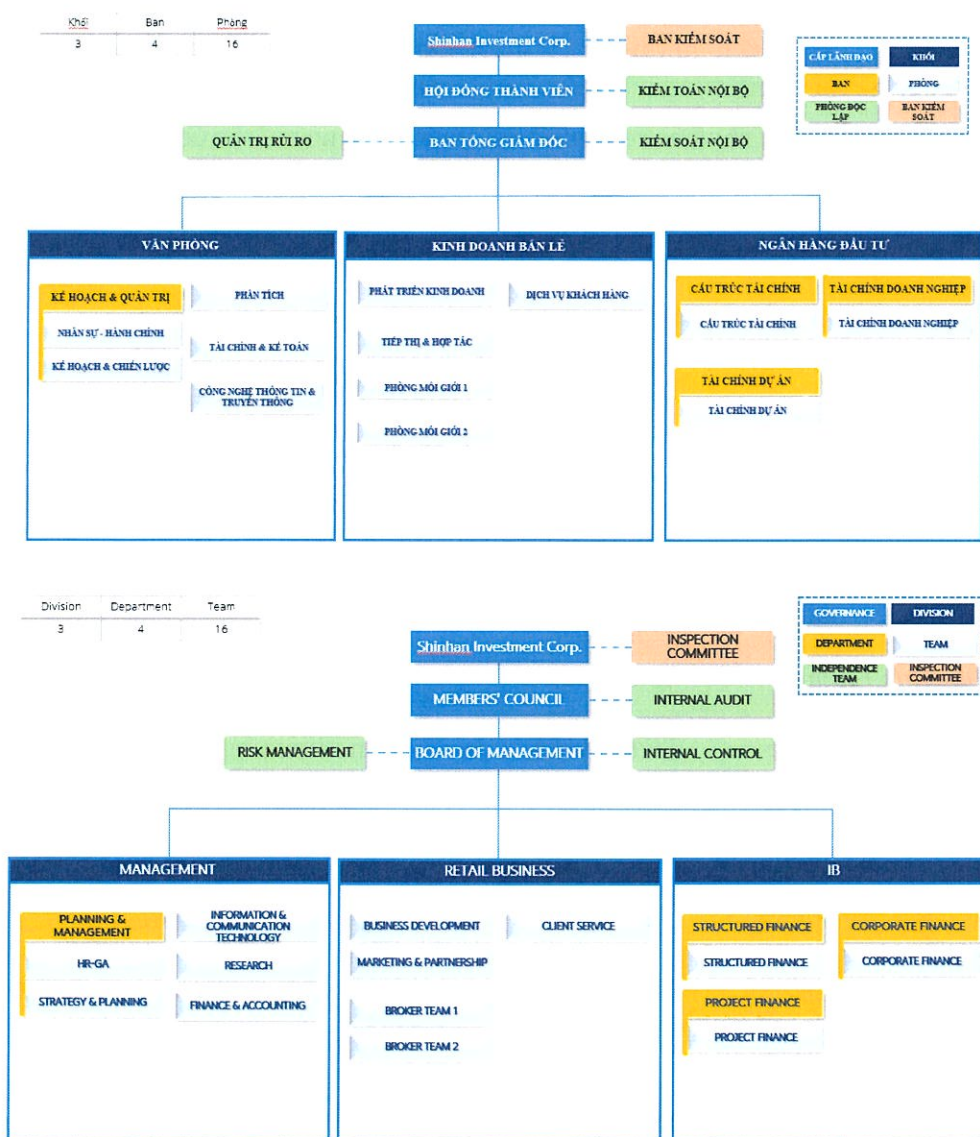 Khối Ban Phòng
3 4 16
Shinhan Investment Corp.
BAN KIỂM SOÁT
CẤP LÃNH ĐẠO
KHỐI
BAN
PHÒNG
PHÒNG ĐỘC
LẬP
BAN KIỂM
SOÁT
HỘI ĐỒNG THÀNH VIÊN
KIỂM TOÁN NỘI BỘ
QUẢN TRỊ RỦI RO
BAN TỔNG GIÁM ĐỐC
KIỂM SOÁT NỘI BỘ
VĂN PHÒNG
KẾ HOẠCH & QUẢN TRỊ
NHÂN SỰ - HÀNH CHÍNH
KẾ HOẠCH & CHIẾN LƯỢC
PHÂN TÍCH
TÀI CHÍNH & KẾ TOÁN
CÔNG NGHỆ THÔNG TIN &
TRUYỀN THÔNG
KINH DOANH BÁN LẺ
PHÁT TRIỂN KINH DOANH
TIẾP THỊ & HỢP TÁC
PHÒNG MÔI GIỚI 1
PHÒNG MÔI GIỚI 2
DỊCH VỤ KHÁCH HÀNG
NGÂN HÀNG ĐẦU TƯ
CẤU TRÚC TÀI CHÍNH
CẤU TRÚC TÀI CHÍNH
TÀI CHÍNH DỰ ÁN
TÀI CHÍNH DỰ ÁN
TÀI CHÍNH DOANH NGHIỆP
TÀI CHÍNH DOANH NGHIỆP
Division Department Team
3 4 16
Shinhan Investment Corp.
INSPECTION
COMMITTEE
GOVERNANCE
DIVISION
DEPARTMENT
TEAM
INDEPENDENCE
TEAM
INSPECTION
COMMITTEE
MEMBERS' COUNCIL
INTERNAL AUDIT
RISK MANAGEMENT
BOARD OF MANAGEMENT
INTERNAL CONTROL
MANAGEMENT
PLANNING &
MANAGEMENT
HR-GA
STRATEGY & PLANNING
INFORMATION &
COMMUNICATION
TECHNOLOGY
RESEARCH
FINANCE & ACCOUNTING
RETAIL BUSINESS
BUSINESS DEVELOPMENT
MARKETING & PARTNERSHIP
BROKER TEAM 1
BROKER TEAM 2
CLIENT SERVICE
IB
STRUCTURED FINANCE
STRUCTURED FINANCE
PROJECT FINANCE
PROJECT FINANCE
CORPORATE FINANCE
CORPORATE FINANCE